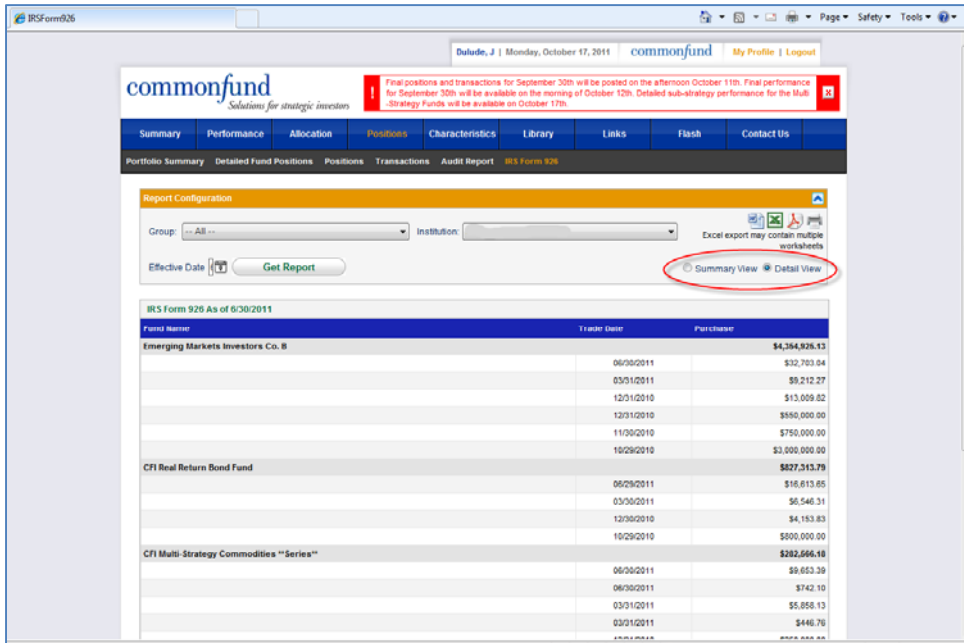 IRSForm926
Page Safety Tools
Dulude, J | Monday, October 17, 2011 commonfund My Profile | Logout
commonfund
Solutions for strategic investors
! Final positions and transactions for September 30th will be posted on the afternoon October 11th. Final performance
for September 30th will be available on the morning of October 12th. Detailed sub-strategy performance for the Multi
-Strategy Funds will be available on October 17th.
Summary Performance Allocation Positions Characteristics Library Links Flash Contact Us
Portfolio Summary Detailed Fund Positions Positions Transactions Audit Report IRS Form 926
Report Configuration
Group: -- All -- Institution:
Excel export may contain multiple
worksheets
Effective Date Get Report Summary View Detail View
IRS Form 926 As of 6/30/2011
Fund Name Trade Date Purchase
Emerging Markets Investors Co. B $4,354,926.13
06/30/2011 $32,703.04
03/31/2011 $9,212.27
12/31/2010 $13,009.82
12/31/2010 $550,000.00
11/30/2010 $750,000.00
10/29/2010 $3,000,000.00
CFI Real Return Bond Fund $827,313.79
06/29/2011 $16,613.65
03/30/2011 $6,546.31
12/30/2010 $4,153.83
10/29/2010 $800,000.00
CFI Multi-Strategy Commodities **Series** $282,566.18
06/30/2011 $9,653.39
06/30/2011 $742.10
03/31/2011 $5,858.13
03/31/2011 $446.76